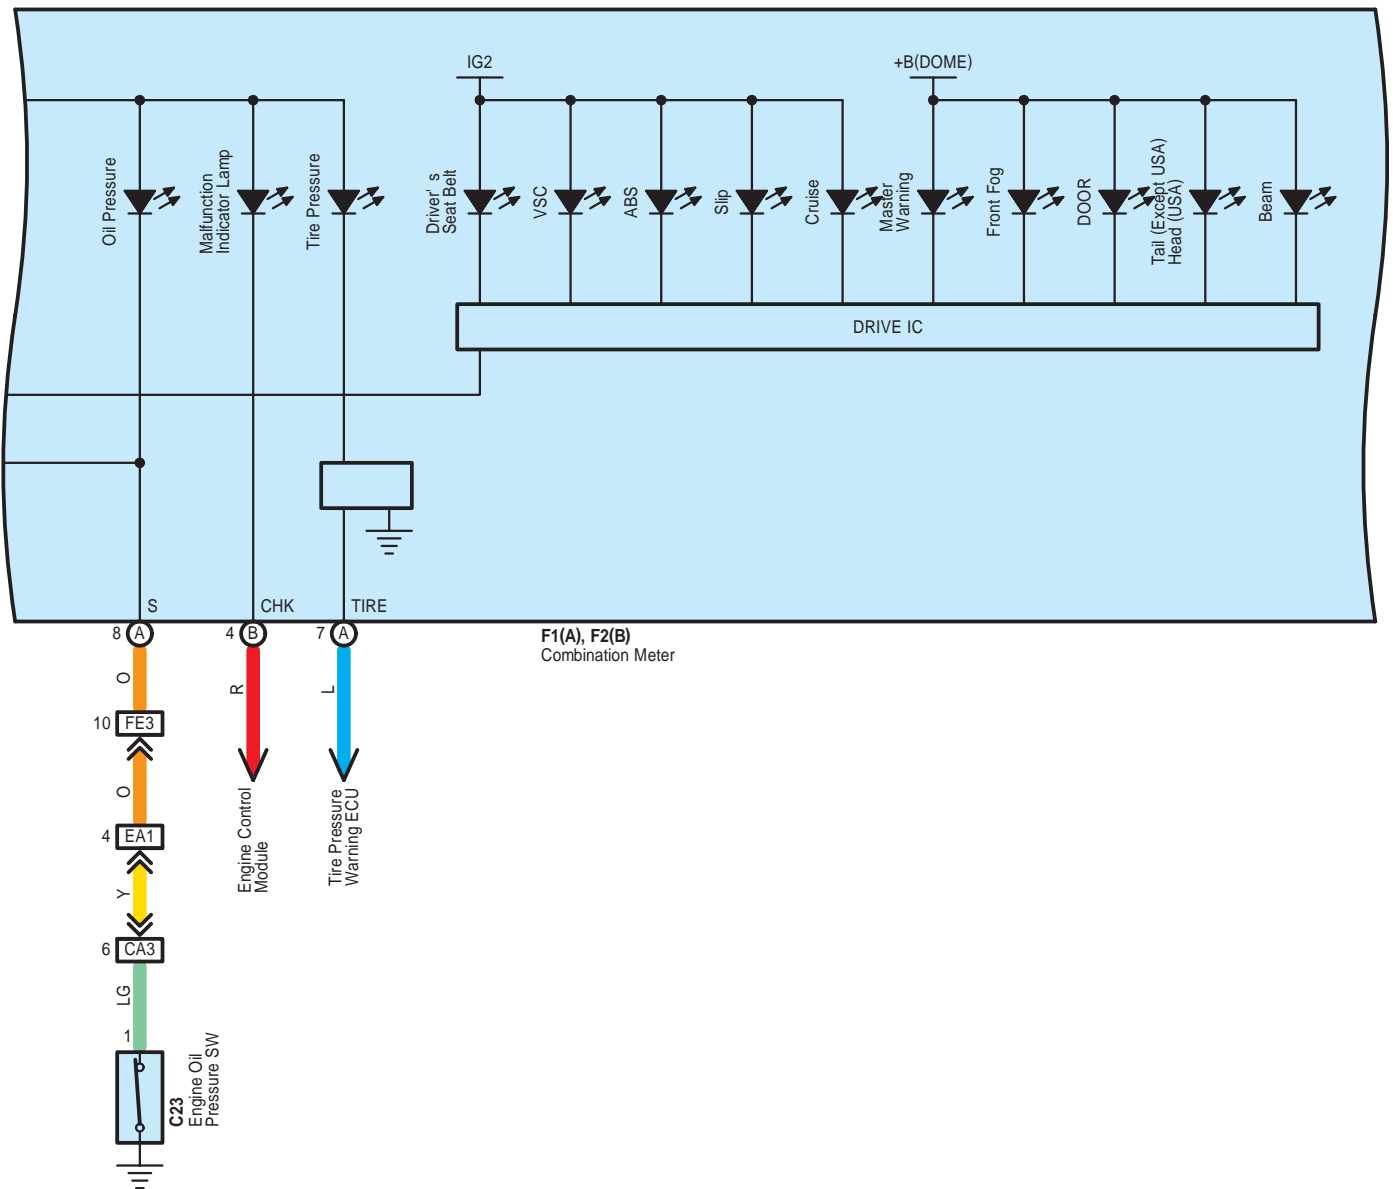 IG2
+B(DOME)
Oil Pressure
Malfunction
Indicator Lamp
Tire Pressure
Driver' s
Seat Belt
VSC
ABS
Slip
Cruise
Master
Warning
Front Fog
DOOR
Tail (Except USA)
Head (USA)
Beam
DRIVE IC
S
CHK
TIRE
8 A
4 B
7 A
F1(A), F2(B)
Combination Meter
O
R
L
10 FE3
O
Engine Control
Module
Tire Pressure
Warning ECU
4 EA1
Y
6 CA3
LG
1
C23
Engine Oil
Pressure SW